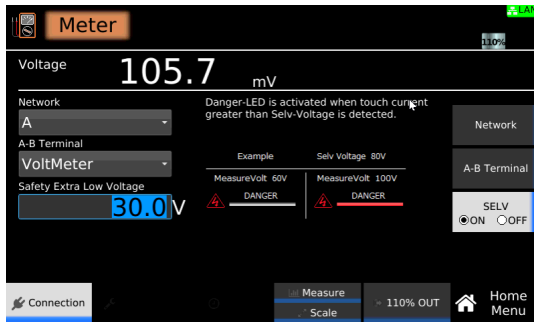 LAN
Meter
110%
Voltage
105.7 mV
Network
A
A-B Terminal
VoltMeter
Safety Extra Low Voltage
30.0 V
Danger-LED is activated when touch current
greater than Selv-Voltage is detected.
Example
Selv Voltage 80V
MeasureVolt 60V
MeasureVolt 100V
DANGER
DANGER
Network
A-B Terminal
SELV
ON OFF
Connection
Measure
Scale
110% OUT
Home
Menu